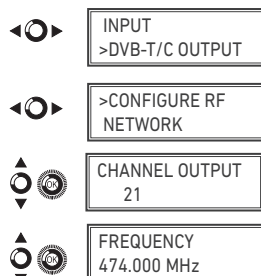 INPUT
>DVB-T/C OUTPUT
>CONFIGURE RF
NETWORK
OK
CHANNEL OUTPUT
21
OK
FREQUENCY
474.000 MHz